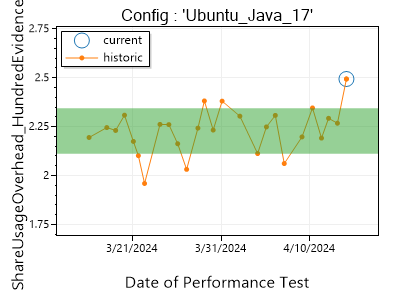 Config : 'Ubuntu_Java_17'
ShareUsageOverhead_HundredEvidence
2.75
2.5
2.25
2
1.75
current
historic
3/21/2024
3/31/2024
4/10/2024
Date of Performance Test